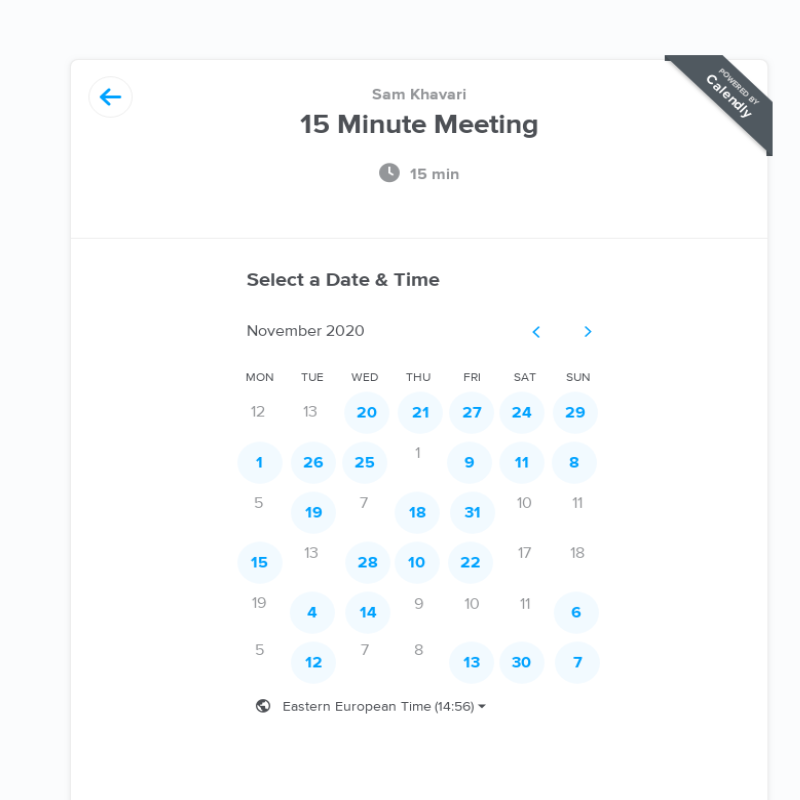 POWERED BY
Calendly
Sam Khavari
15 Minute Meeting
15 min
Select a Date & Time
November 2020
MON TUE WED THU FRI SAT SUN
12 13 20 21 27 24 29
1 26 25 1 9 11 8
5 19 7 18 31 10 11
15 13 28 10 22 17 18
19 4 14 9 10 11 6
5 12 7 8 13 30 7
Eastern European Time (14:56)